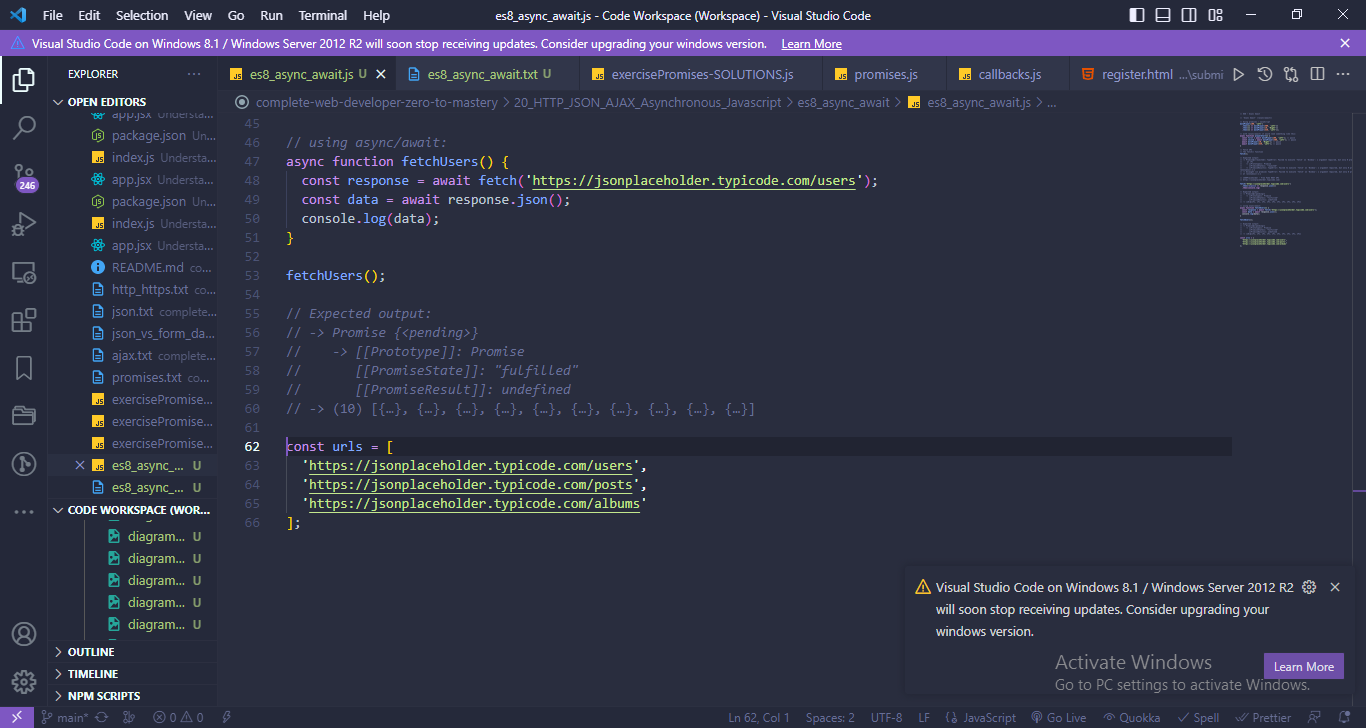 File Edit Selection View Go Run Terminal Help
es8_async_await.js - Code Workspace (Workspace) - Visual Studio Code
Visual Studio Code on Windows 8.1 / Windows Server 2012 R2 will soon stop receiving updates. Consider upgrading your windows version. Learn More
EXPLORER
es8_async_await.js U
es8_async_await.txt U
exercisePromises-SOLUTIONS.js
promises.js
callbacks.js
register.html ...\submi
OPEN EDITORS
app.jsx Understa...
package.json Un...
index.js Understa...
app.jsx Understa...
package.json Un...
index.js Understa...
app.jsx Understa...
README.md co...
http_https.txt co...
json.txt complete...
json_vs_form_da...
ajax.txt complete...
promises.txt co...
exercisePromise...
exercisePromise...
exercisePromise...
es8_async_... U
es8_async_... U
CODE WORKSPACE (WOR...
diagram... U
diagram... U
diagram... U
diagram... U
diagram... U
OUTLINE
TIMELINE
NPM SCRIPTS
246
complete-web-developer-zero-to-mastery > 20_HTTP_JSON_AJAX_Asynchronous_Javascript > es8_async_await > es8_async_await.js > ...
45
46 // using async/await:
47 async function fetchUsers() {
48 const response = await fetch('https://jsonplaceholder.typicode.com/users');
49 const data = await response.json();
50 console.log(data);
51 }
52
53 fetchUsers();
54
55 // Expected output:
56 // -> Promise {<pending>}
57 // -> [[Prototype]]: Promise
58 // [[PromiseState]]: "fulfilled"
59 // [[PromiseResult]]: undefined
60 // -> (10) [{…}, {…}, {…}, {…}, {…}, {…}, {…}, {…}, {…}, {…}]
61
62 const urls = [
63 'https://jsonplaceholder.typicode.com/users',
64 'https://jsonplaceholder.typicode.com/posts',
65 'https://jsonplaceholder.typicode.com/albums'
66 ];
Visual Studio Code on Windows 8.1 / Windows Server 2012 R2
will soon stop receiving updates. Consider upgrading your
windows version.
Learn More
Activate Windows
Go to PC settings to activate Windows.
main* 0 0
Ln 62, Col 1 Spaces: 2 UTF-8 LF {} JavaScript Go Live Quokka Spell Prettier